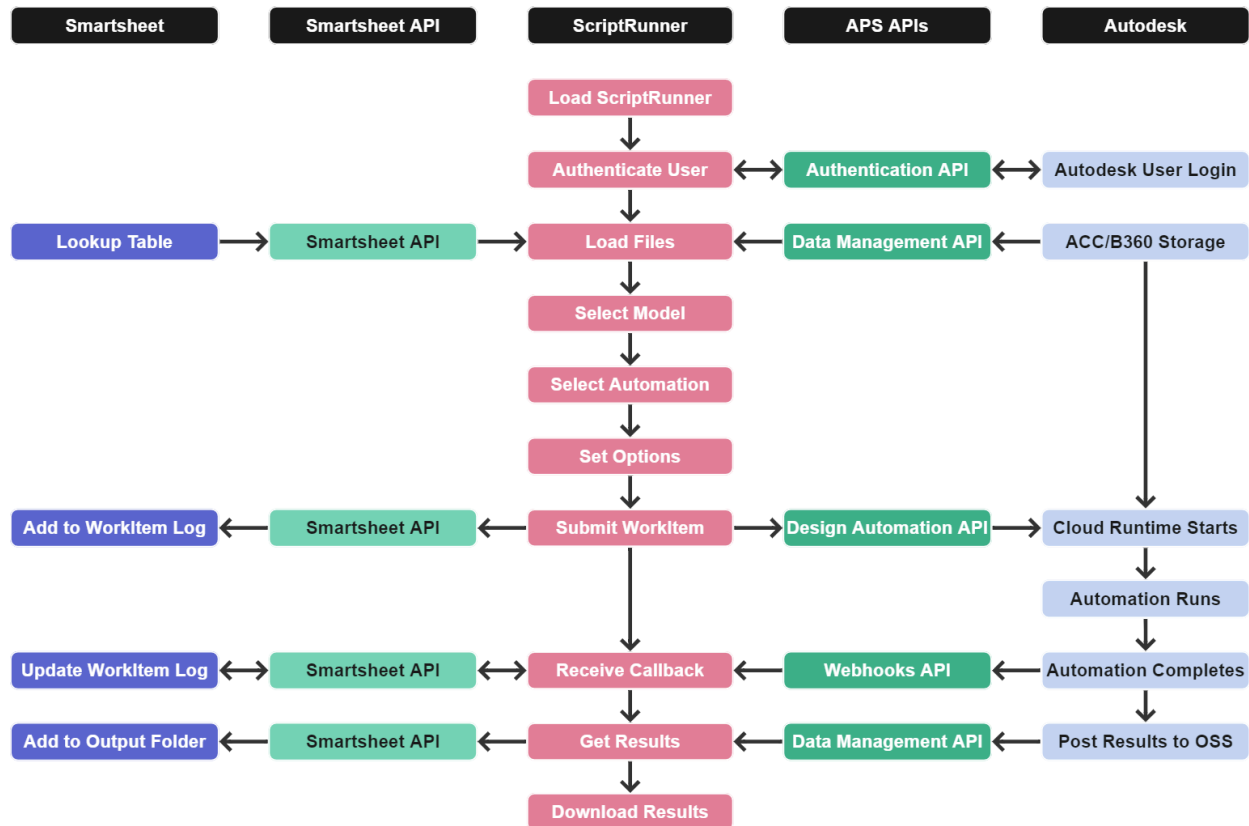 Smartsheet
Smartsheet API
ScriptRunner
APS APIs
Autodesk
Load ScriptRunner
Authenticate User
Authentication API
Autodesk User Login
Lookup Table
Smartsheet API
Load Files
Data Management API
ACC/B360 Storage
Select Model
Select Automation
Set Options
Add to WorkItem Log
Smartsheet API
Submit WorkItem
Design Automation API
Cloud Runtime Starts
Automation Runs
Update WorkItem Log
Smartsheet API
Receive Callback
Webhooks API
Automation Completes
Add to Output Folder
Smartsheet API
Get Results
Data Management API
Post Results to OSS
Download Results